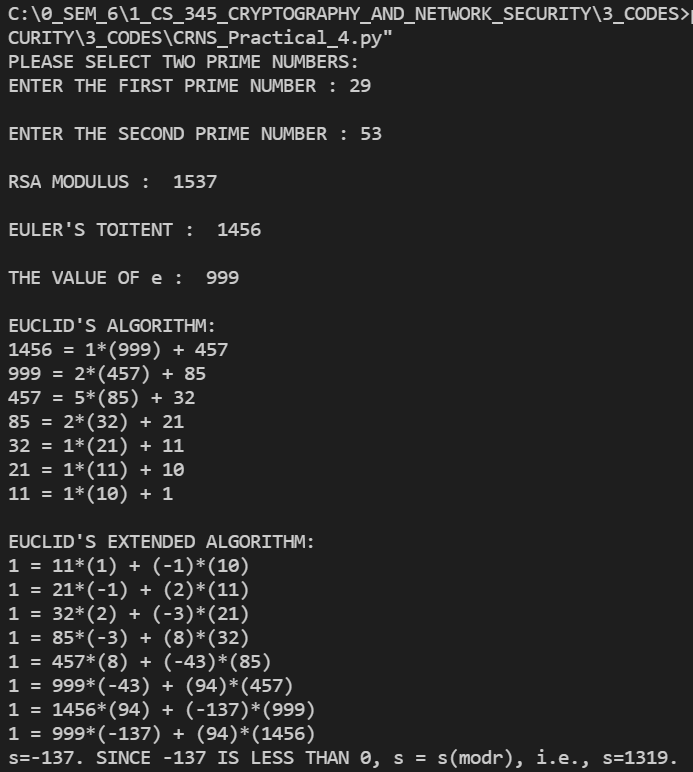 C:\0_SEM_6\1_CS_345_CRYPTOGRAPHY_AND_NETWORK_SECURITY\3_CODES>
CURITY\3_CODES\CRNS_Practical_4.py"
PLEASE SELECT TWO PRIME NUMBERS:
ENTER THE FIRST PRIME NUMBER : 29
ENTER THE SECOND PRIME NUMBER : 53
RSA MODULUS :  1537
EULER'S TOITENT :  1456
THE VALUE OF e :  999
EUCLID'S ALGORITHM:
1456 = 1*(999) + 457
999 = 2*(457) + 85
457 = 5*(85) + 32
85 = 2*(32) + 21
32 = 1*(21) + 11
21 = 1*(11) + 10
11 = 1*(10) + 1
EUCLID'S EXTENDED ALGORITHM:
1 = 11*(1) + (-1)*(10)
1 = 21*(-1) + (2)*(11)
1 = 32*(2) + (-3)*(21)
1 = 85*(-3) + (8)*(32)
1 = 457*(8) + (-43)*(85)
1 = 999*(-43) + (94)*(457)
1 = 1456*(94) + (-137)*(999)
1 = 999*(-137) + (94)*(1456)
s=-137. SINCE -137 IS LESS THAN 0, s = s(modr), i.e., s=1319.